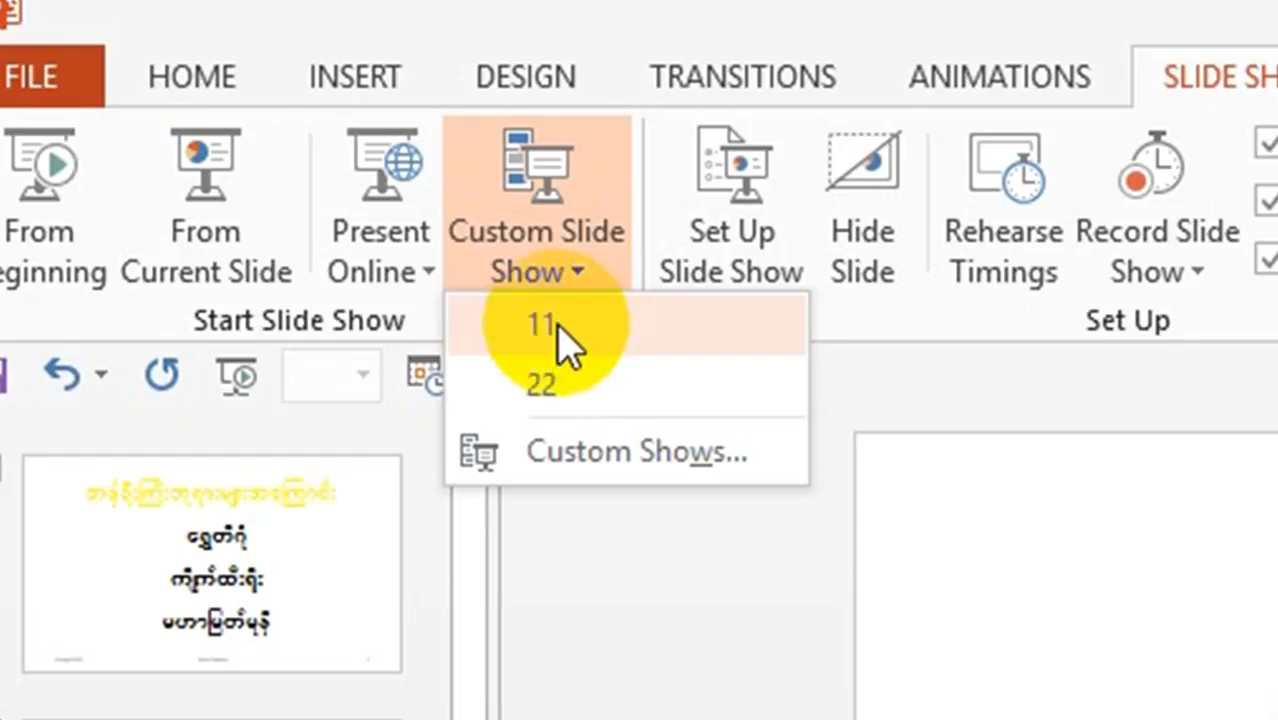 FILE HOME INSERT DESIGN TRANSITIONS ANIMATIONS SLIDE SH
From eginning
From Current Slide
Present Online
Custom Slide Show
Set Up Slide Show
Hide Slide
Rehearse Timings
Record Slide Show
Start Slide Show
Set Up
11
22
Custom Shows...
ရွှေတိဂုံ
ကျိုက်ထီးရိုး
မဟာမြတ်မုနိ